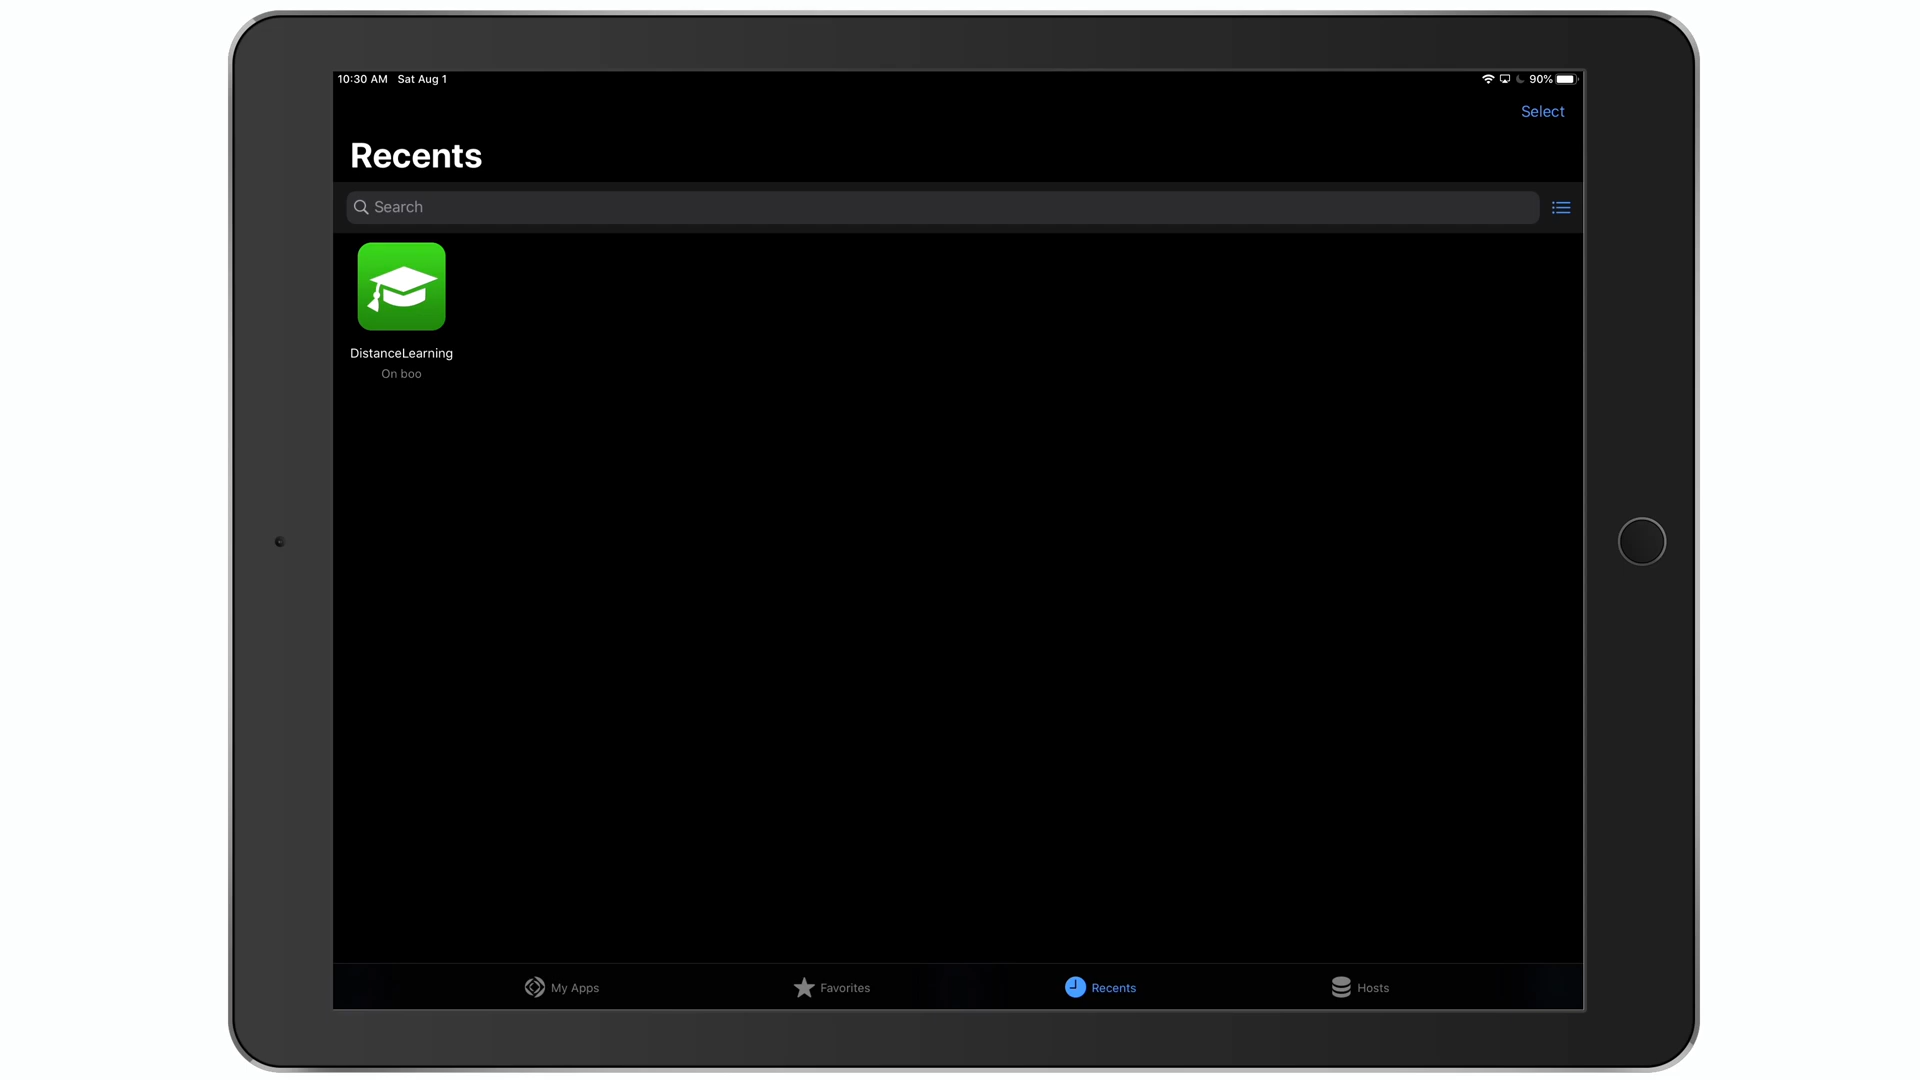 10:30 AM Sat Aug 1
90%
Select
Recents
Search
DistanceLearning
On boo
My Apps
Favorites
Recents
Hosts